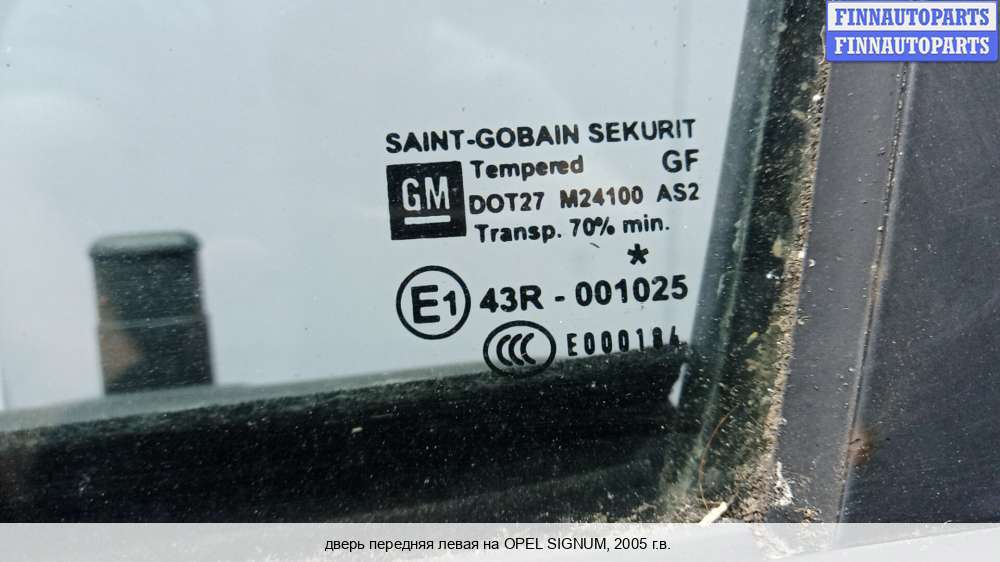 FINNAUTOPARTS
FINNAUTOPARTS
SAINT-GOBAIN SEKURIT
GM Tempered GF
DOT27 M24100 AS2
Transp. 70% min.
*
E1 43R - 001025
CCC E000184
дверь передняя левая на OPEL SIGNUM, 2005 г.в.